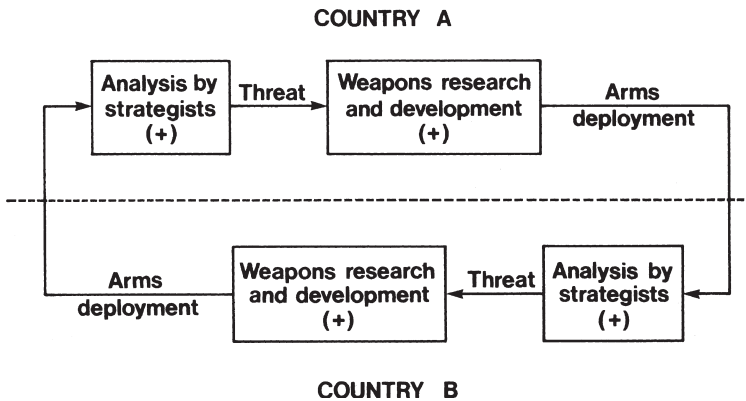 COUNTRY A
Analysis by
strategists
(+)
Threat
Weapons research
and development
(+)
Arms
deployment
Arms
deployment
Weapons research
and development
(+)
Threat
Analysis by
strategists
(+)
COUNTRY B